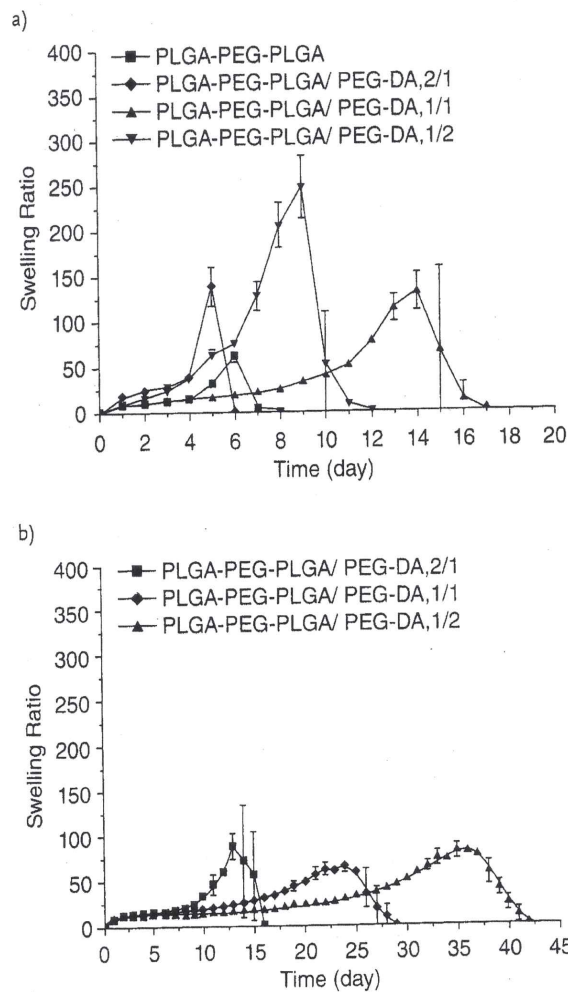 a)
PLGA-PEG-PLGA
PLGA-PEG-PLGA/ PEG-DA,2/1
PLGA-PEG-PLGA/ PEG-DA,1/1
PLGA-PEG-PLGA/ PEG-DA,1/2
400
350
300
250
200
150
100
50
0
Swelling Ratio
0 2 4 6 8 10 12 14 16 18 20
Time (day)
b)
PLGA-PEG-PLGA/ PEG-DA,2/1
PLGA-PEG-PLGA/ PEG-DA,1/1
PLGA-PEG-PLGA/ PEG-DA,1/2
400
350
300
250
200
150
100
50
0
Swelling Ratio
0 5 10 15 20 25 30 35 40 45
Time (day)